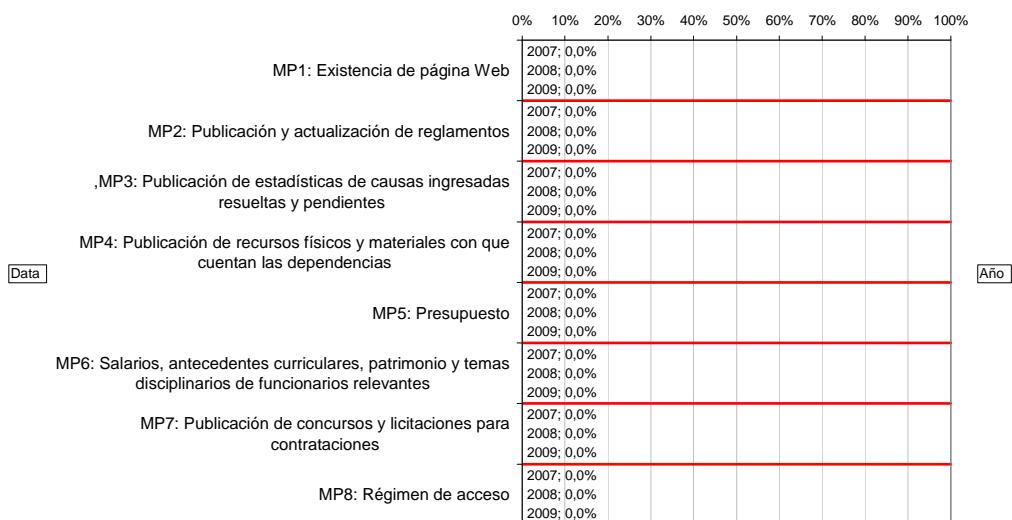 0% 10% 20% 30% 40% 50% 60% 70% 80% 90% 100%
MP1: Existencia de página Web
2007; 0,0%
2008; 0,0%
2009; 0,0%
MP2: Publicación y actualización de reglamentos
2007; 0,0%
2008; 0,0%
2009; 0,0%
,MP3: Publicación de estadísticas de causas ingresadas
resueltas y pendientes
2007; 0,0%
2008; 0,0%
2009; 0,0%
MP4: Publicación de recursos físicos y materiales con que
cuentan las dependencias
2007; 0,0%
2008; 0,0%
2009; 0,0%
Data
Año
MP5: Presupuesto
2007; 0,0%
2008; 0,0%
2009; 0,0%
MP6: Salarios, antecedentes curriculares, patrimonio y temas
disciplinarios de funcionarios relevantes
2007; 0,0%
2008; 0,0%
2009; 0,0%
MP7: Publicación de concursos y licitaciones para
contrataciones
2007; 0,0%
2008; 0,0%
2009; 0,0%
MP8: Régimen de acceso
2007; 0,0%
2008; 0,0%
2009; 0,0%